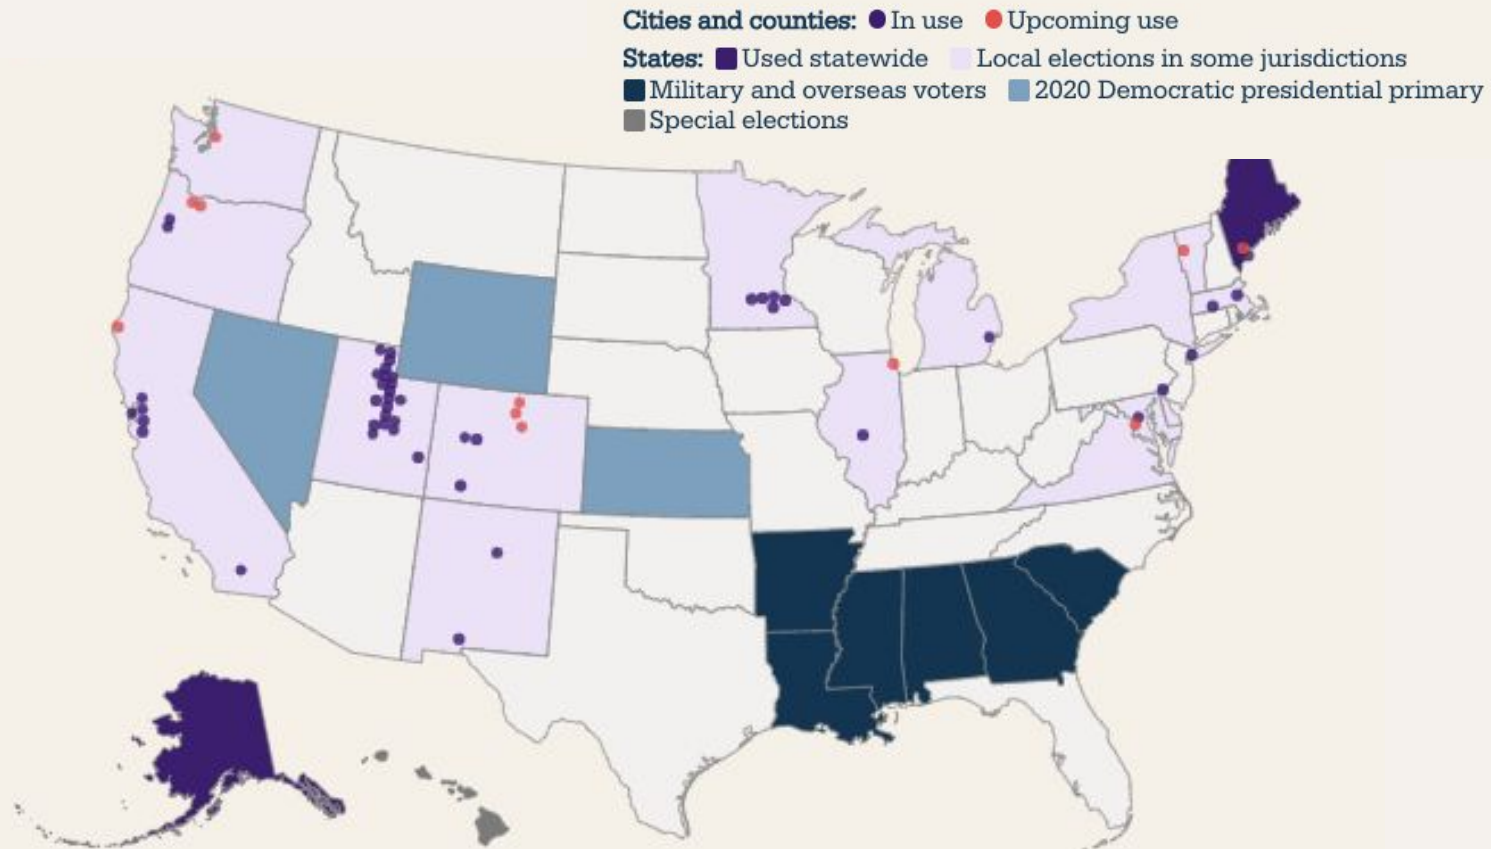 Cities and counties: In use Upcoming use
States: Used statewide Local elections in some jurisdictions
Military and overseas voters 2020 Democratic presidential primary
Special elections